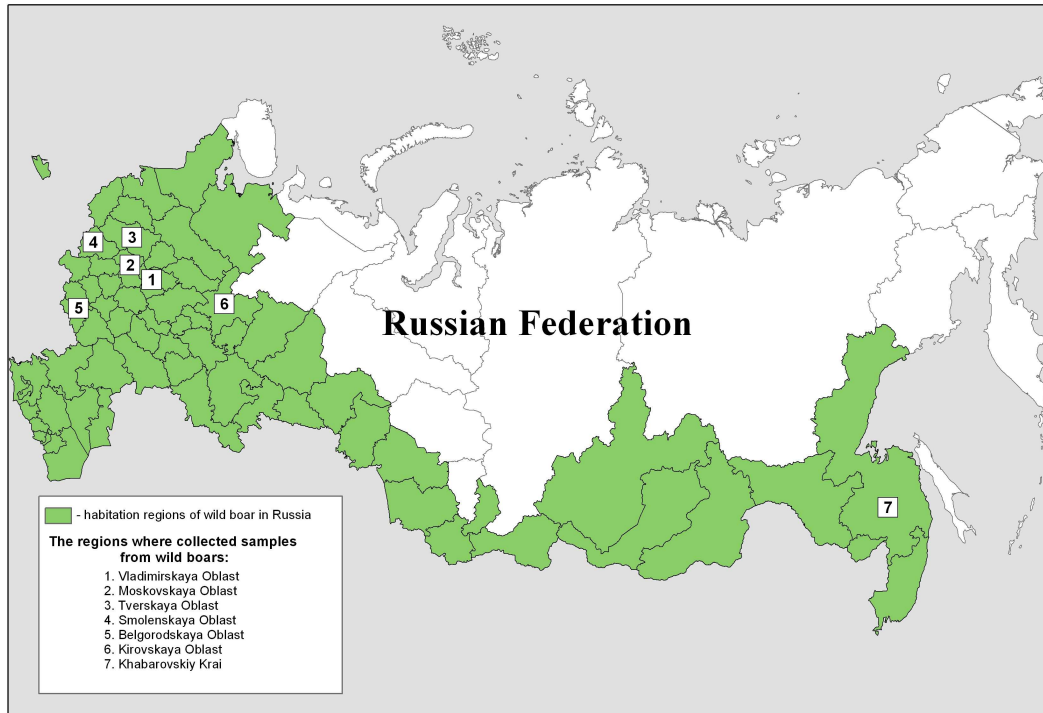 3
4
2
1
6
5
Russian Federation
7
- habitation regions of wild boar in Russia
The regions where collected samples
from wild boars:
1. Vladimirskaya Oblast
2. Moskovskaya Oblast
3. Tverskaya Oblast
4. Smolenskaya Oblast
5. Belgorodskaya Oblast
6. Kirovskaya Oblast
7. Khabarovskiy Krai